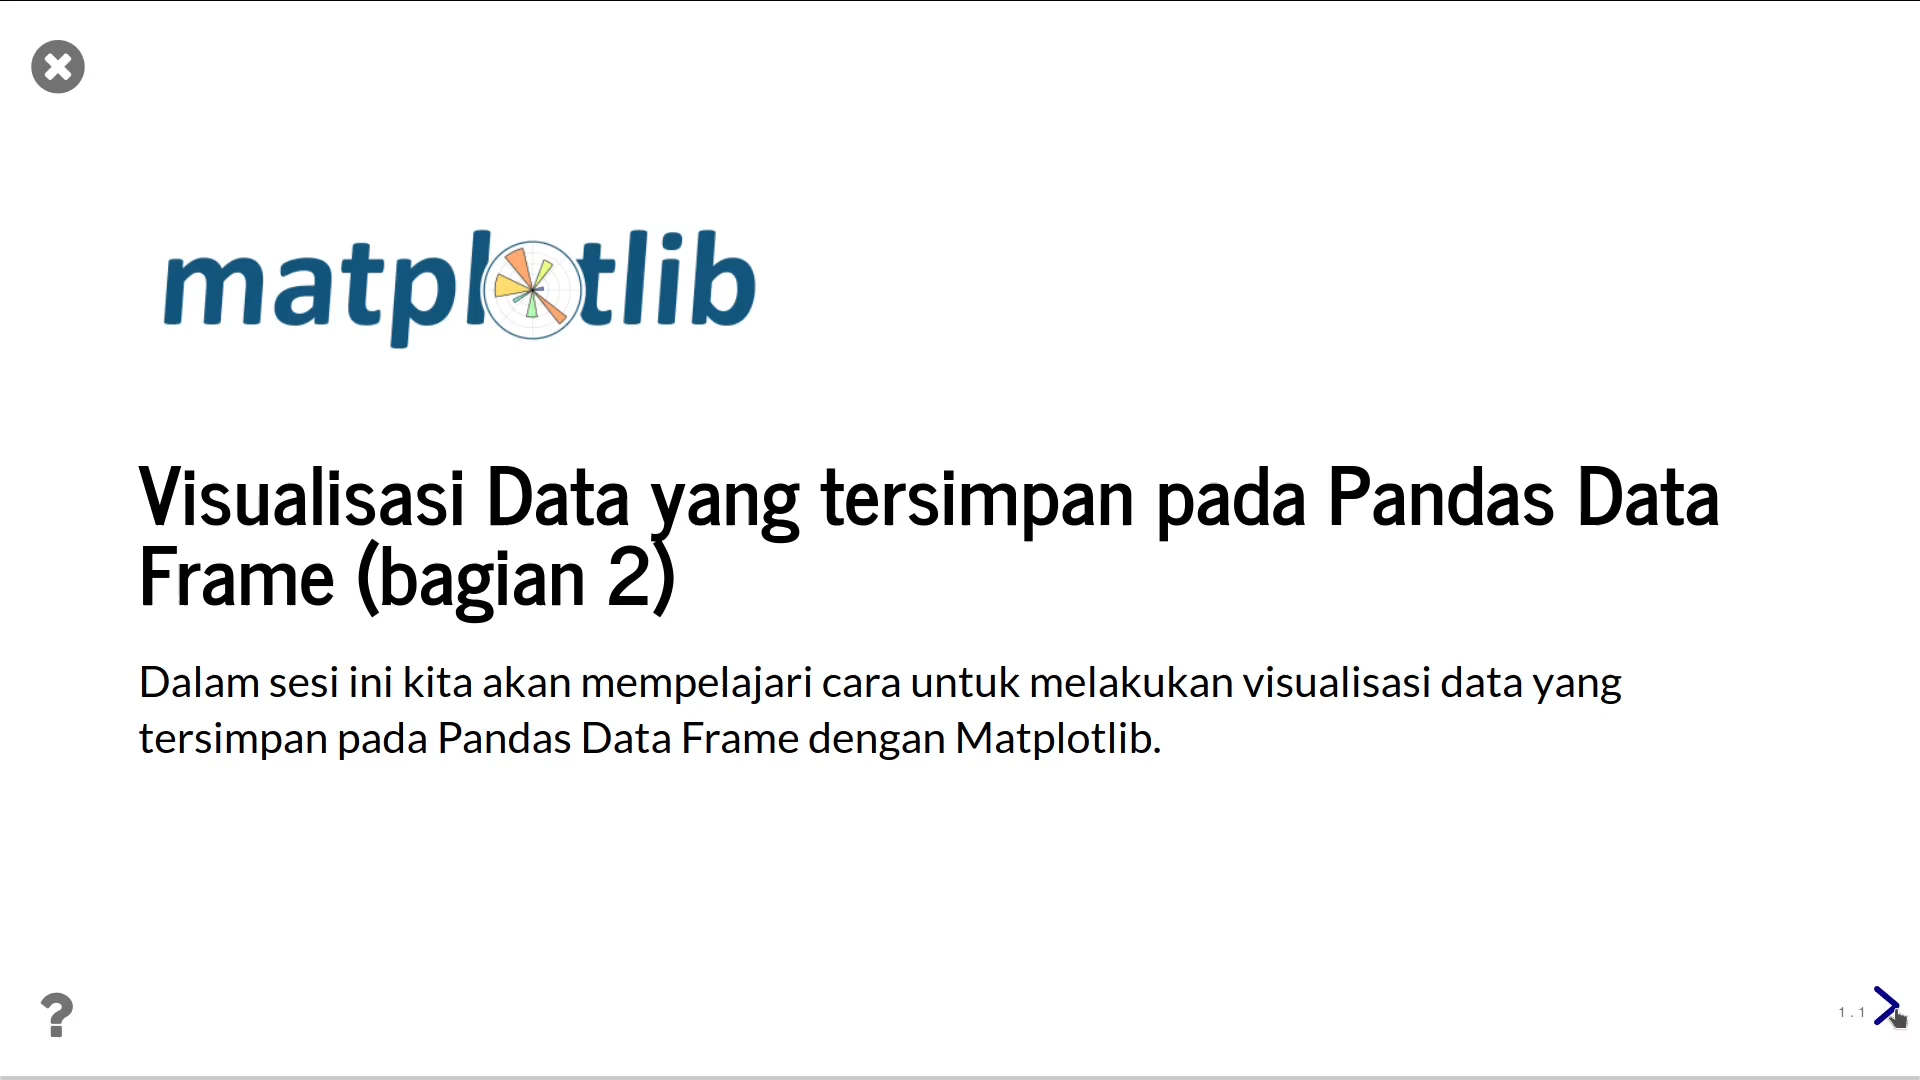 matplotlib
Visualisasi Data yang tersimpan pada Pandas Data
Frame (bagian 2)
Dalam sesi ini kita akan mempelajari cara untuk melakukan visualisasi data yang
tersimpan pada Pandas Data Frame dengan Matplotlib.
?
1 . 1